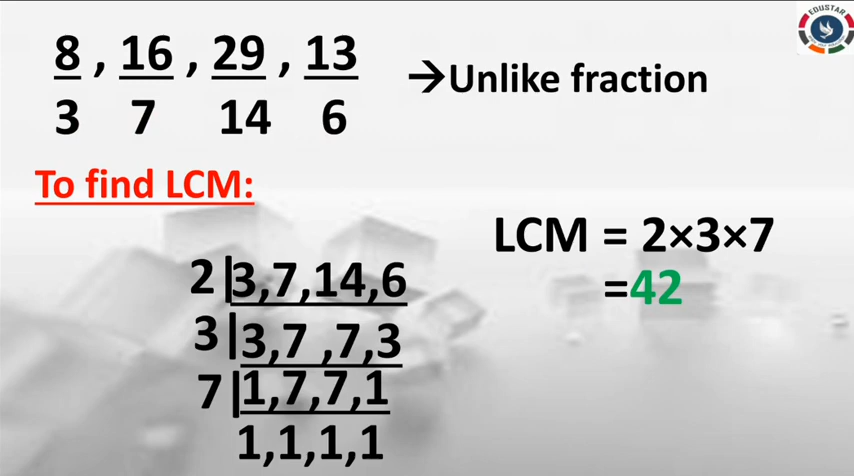 8/3 , 16/7 , 29/14 , 13/6 →Unlike fraction
To find LCM:
2 | 3,7,14,6
3 | 3,7 ,7,3
7 | 1,7,7,1
1,1,1,1
LCM = 2×3×7
=42
EDUSTAR